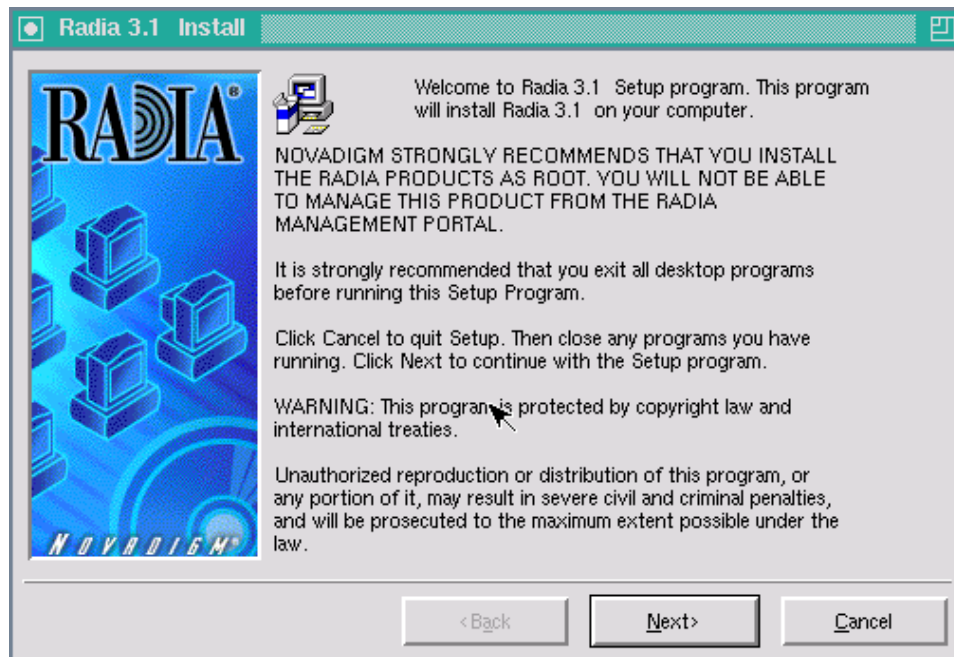 Radia 3.1 Install
RADIA®
Welcome to Radia 3.1 Setup program. This program
will install Radia 3.1 on your computer.
NOVADIGM STRONGLY RECOMMENDS THAT YOU INSTALL
THE RADIA PRODUCTS AS ROOT. YOU WILL NOT BE ABLE
TO MANAGE THIS PRODUCT FROM THE RADIA
MANAGEMENT PORTAL.
It is strongly recommended that you exit all desktop programs
before running this Setup Program.
Click Cancel to quit Setup. Then close any programs you have
running. Click Next to continue with the Setup program.
WARNING: This program is protected by copyright law and
international treaties.
Unauthorized reproduction or distribution of this program, or
any portion of it, may result in severe civil and criminal penalties,
and will be prosecuted to the maximum extent possible under the
law.
NOVADIGM®
<Back
Next>
Cancel